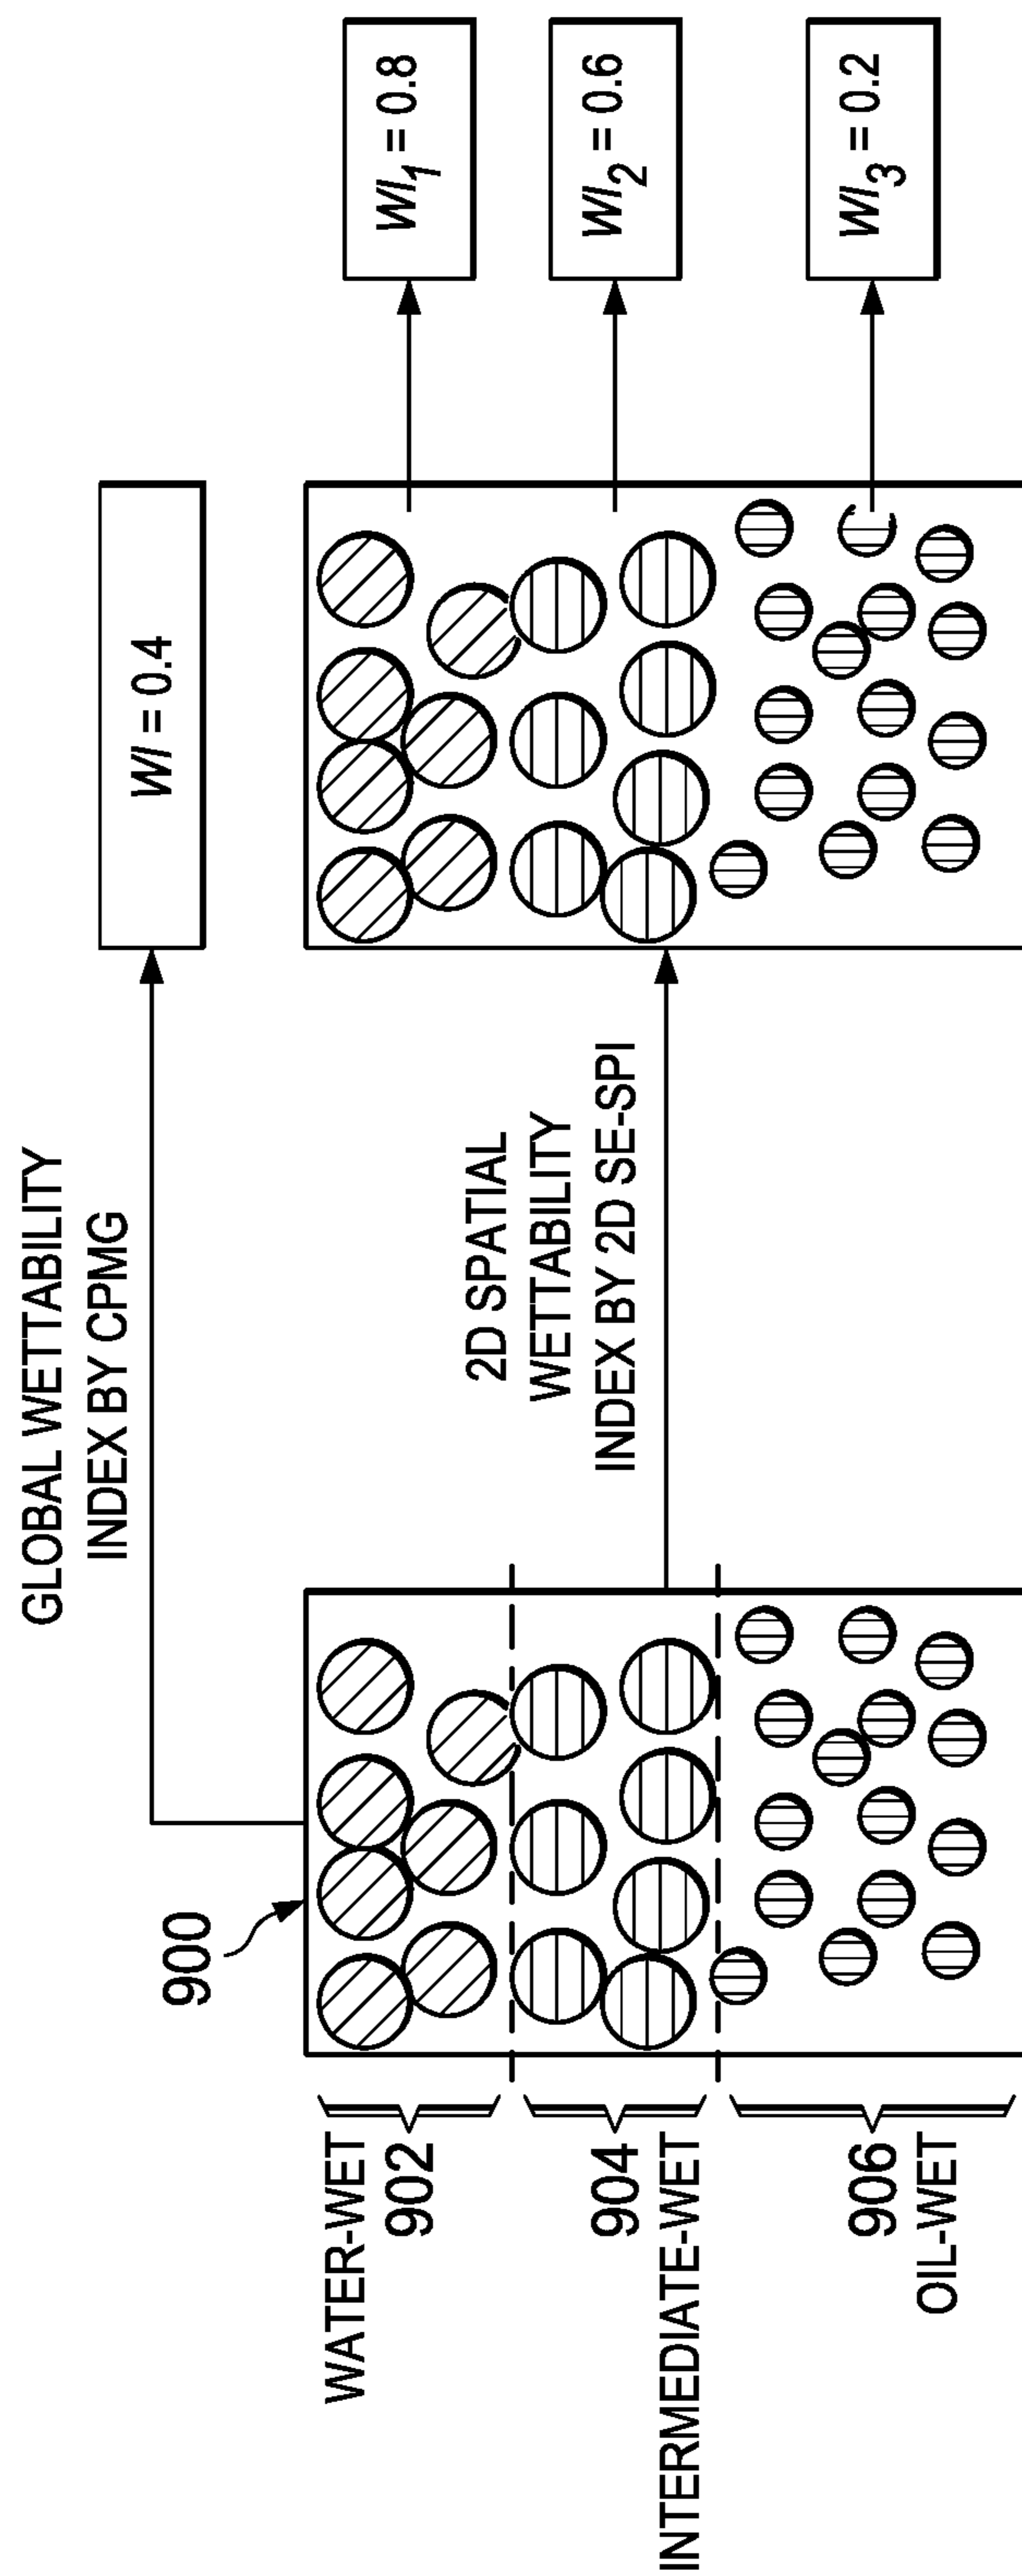 GLOBAL WETTABILITY
INDEX BY CPMG
WI = 0.4
900
WATER-WET
902
904
INTERMEDIATE-WET
906
OIL-WET
2D SPATIAL
WETTABILITY
INDEX BY 2D SE-SPI
WI1 = 0.8
WI2 = 0.6
WI3 = 0.2